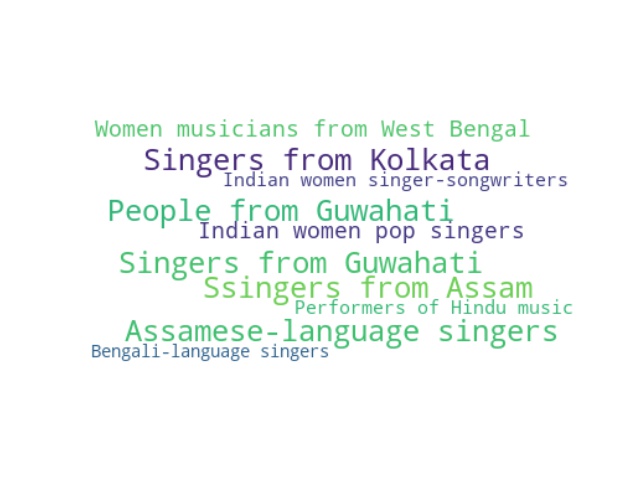 Women musicians from West Bengal
Singers from Kolkata
Indian women singer-songwriters
People from Guwahati
Indian women pop singers
Singers from Guwahati
Ssingers from Assam
Performers of Hindu music
Assamese-language singers
Bengali-language singers